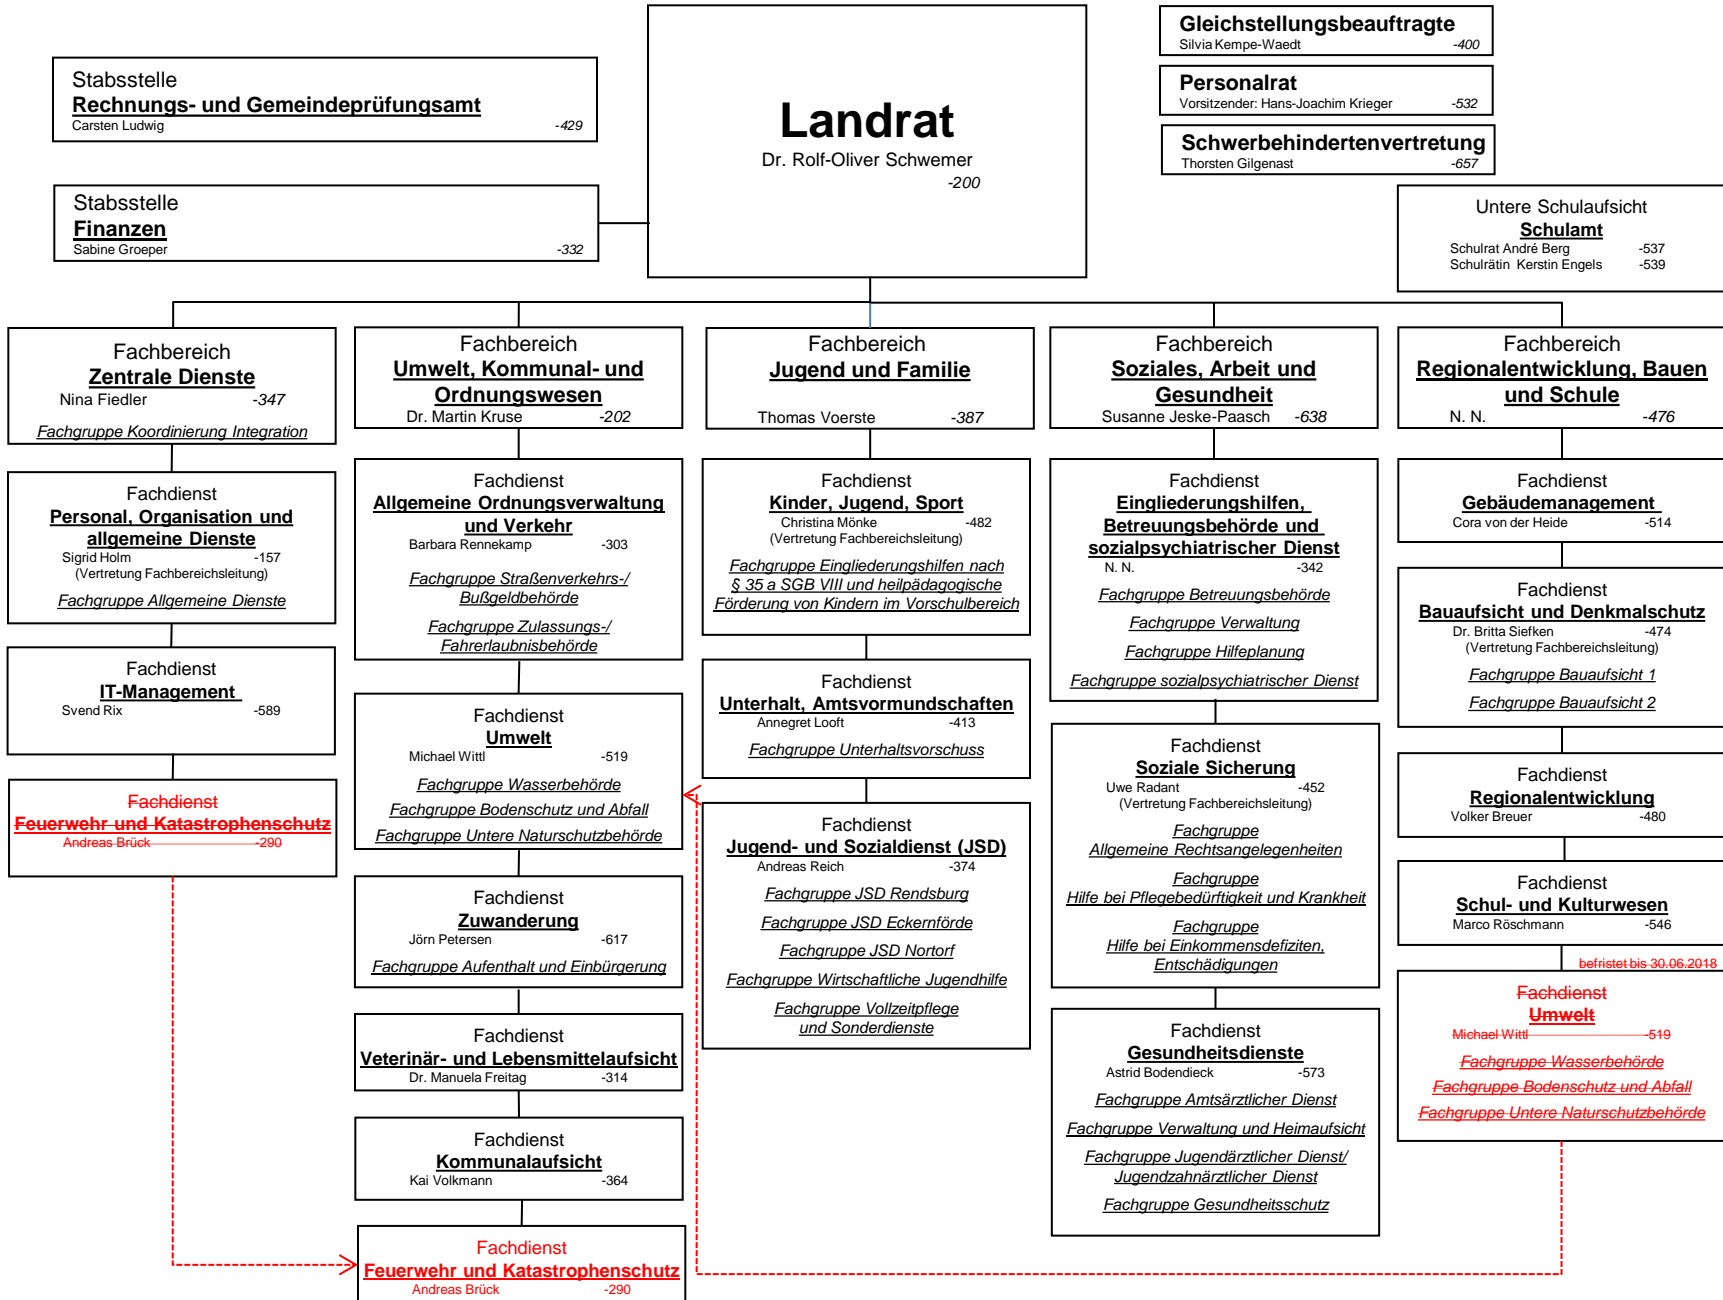 Stabsstelle
Rechnungs- und Gemeindeprüfungsamt
Carsten Ludwig -429
Stabsstelle
Finanzen
Sabine Groeper -332
Landrat
Dr. Rolf-Oliver Schwemer
-200
Gleichstellungsbeauftragte
Silvia Kempe-Waedt -400
Personalrat
Vorsitzender: Hans-Joachim Krieger -532
Schwerbehindertenvertretung
Thorsten Gilgenast -657
Untere Schulaufsicht
Schulamt
Schulrat André Berg -537
Schulrätin Kerstin Engels -539
Fachbereich
Zentrale Dienste
Nina Fiedler -347
Fachgruppe Koordinierung Integration
Fachdienst
Personal, Organisation und
allgemeine Dienste
Sigrid Holm -157
(Vertretung Fachbereichsleitung)
Fachgruppe Allgemeine Dienste
Fachdienst
IT-Management
Svend Rix -589
Fachdienst
Feuerwehr und Katastrophenschutz
Andreas Brück -290
Fachbereich
Umwelt, Kommunal- und
Ordnungswesen
Dr. Martin Kruse -202
Fachdienst
Allgemeine Ordnungsverwaltung
und Verkehr
Barbara Rennekamp -303
Fachgruppe Straßenverkehrs-/
Bußgeldbehörde
Fachgruppe Zulassungs-/
Fahrerlaubnisbehörde
Fachdienst
Umwelt
Michael Wittl -519
Fachgruppe Wasserbehörde
Fachgruppe Bodenschutz und Abfall
Fachgruppe Untere Naturschutzbehörde
Fachdienst
Zuwanderung
Jörn Petersen -617
Fachgruppe Aufenthalt und Einbürgerung
Fachdienst
Veterinär- und Lebensmittelaufsicht
Dr. Manuela Freitag -314
Fachdienst
Kommunalaufsicht
Kai Volkmann -364
Fachdienst
Feuerwehr und Katastrophenschutz
Andreas Brück -290
Fachbereich
Jugend und Familie
Thomas Voerste -387
Fachdienst
Kinder, Jugend, Sport
Christina Mönke -482
(Vertretung Fachbereichsleitung)
Fachgruppe Eingliederungshilfen nach
§ 35 a SGB VIII und heilpädagogische
Förderung von Kindern im Vorschulbereich
Fachdienst
Unterhalt, Amtsvormundschaften
Annegret Looft -413
Fachgruppe Unterhaltsvorschuss
Fachdienst
Jugend- und Sozialdienst (JSD)
Andreas Reich -374
Fachgruppe JSD Rendsburg
Fachgruppe JSD Eckernförde
Fachgruppe JSD Nortorf
Fachgruppe Wirtschaftliche Jugendhilfe
Fachgruppe Vollzeitpflege
und Sonderdienste
Fachbereich
Soziales, Arbeit und
Gesundheit
Susanne Jeske-Paasch -638
Fachdienst
Eingliederungshilfen,
Betreuungsbehörde und
sozialpsychiatrischer Dienst
N. N. -342
Fachgruppe Betreuungsbehörde
Fachgruppe Verwaltung
Fachgruppe Hilfeplanung
Fachgruppe sozialpsychiatrischer Dienst
Fachdienst
Soziale Sicherung
Uwe Radant -452
(Vertretung Fachbereichsleitung)
Fachgruppe
Allgemeine Rechtsangelegenheiten
Fachgruppe
Hilfe bei Pflegebedürftigkeit und Krankheit
Fachgruppe
Hilfe bei Einkommensdefiziten,
Entschädigungen
Fachdienst
Gesundheitsdienste
Astrid Bodendieck -573
Fachgruppe Amtsärztlicher Dienst
Fachgruppe Verwaltung und Heimaufsicht
Fachgruppe Jugendärztlicher Dienst/
Jugendzahnärztlicher Dienst
Fachgruppe Gesundheitsschutz
Fachbereich
Regionalentwicklung, Bauen
und Schule
N. N. -476
Fachdienst
Gebäudemanagement
Cora von der Heide -514
Fachdienst
Bauaufsicht und Denkmalschutz
Dr. Britta Siefken -474
(Vertretung Fachbereichsleitung)
Fachgruppe Bauaufsicht 1
Fachgruppe Bauaufsicht 2
Fachdienst
Regionalentwicklung
Volker Breuer -480
Fachdienst
Schul- und Kulturwesen
Marco Röschmann -546
befristet bis 30.06.2018
Fachdienst
Umwelt
Michael Wittl -519
Fachgruppe Wasserbehörde
Fachgruppe Bodenschutz und Abfall
Fachgruppe Untere Naturschutzbehörde